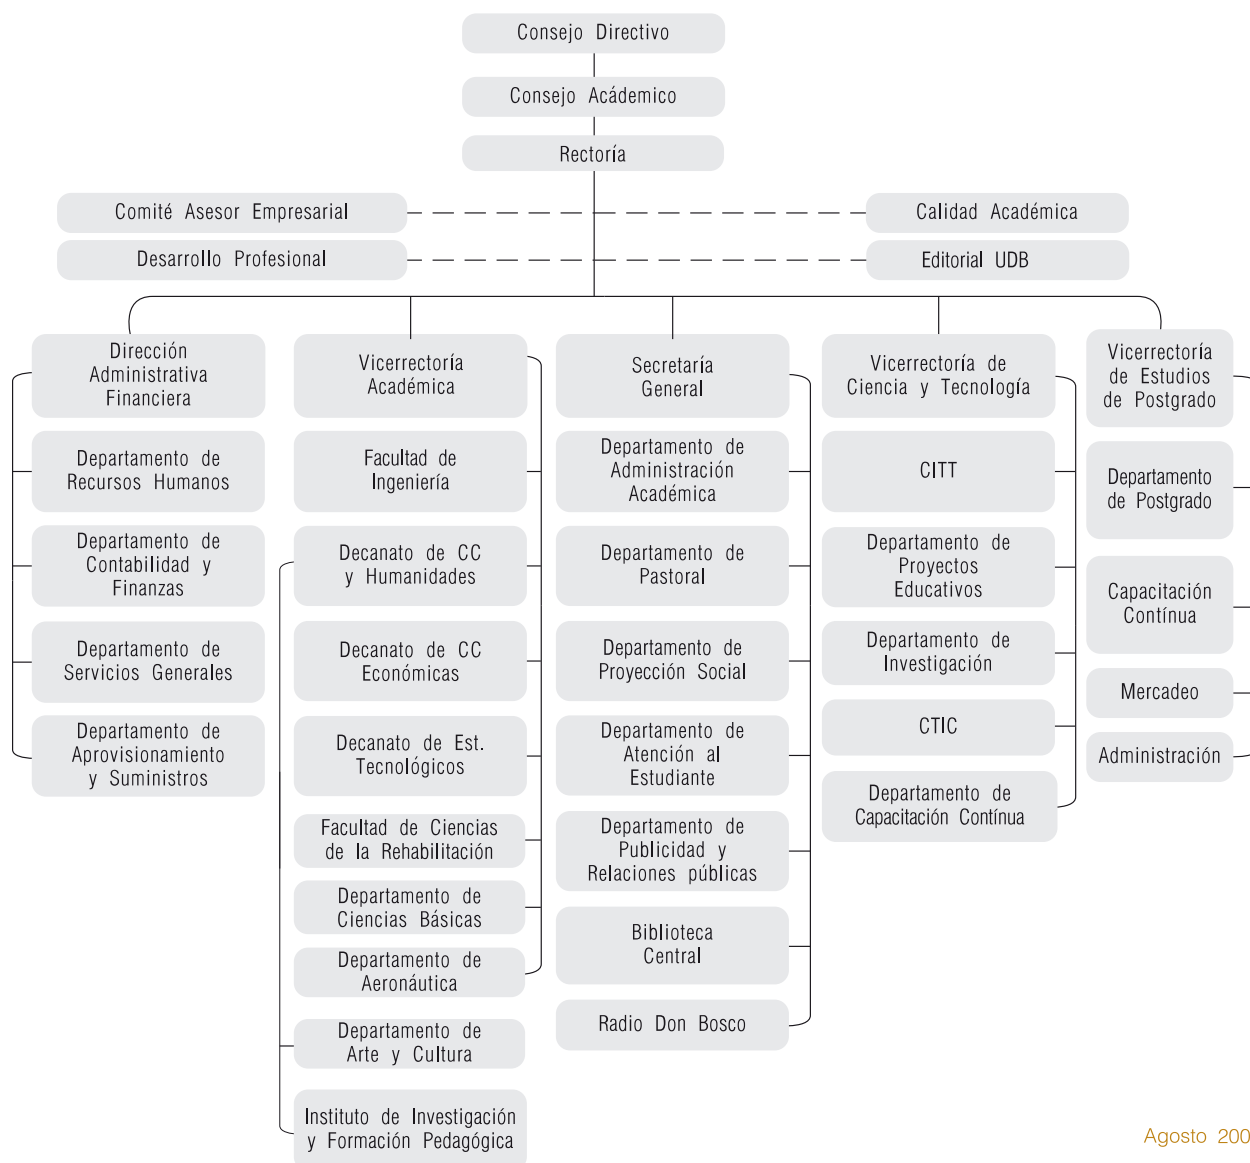 Consejo Directivo
Consejo Acádemico
Rectoría
Comité Asesor Empresarial
Calidad Académica
Desarrollo Profesional
Editorial UDB
Dirección
Administrativa
Financiera
Departamento de
Recursos Humanos
Departamento de
Contabilidad y
Finanzas
Departamento de
Servicios Generales
Departamento de
Aprovisionamiento
y Suministros
Vicerrectoría
Académica
Facultad de
Ingeniería
Decanato de CC
y Humanidades
Decanato de CC
Económicas
Decanato de Est.
Tecnológicos
Facultad de Ciencias
de la Rehabilitación
Departamento de
Ciencias Básicas
Departamento de
Aeronáutica
Departamento de
Arte y Cultura
Instituto de Investigación
y Formación Pedagógica
Secretaría
General
Departamento de
Administración
Académica
Departamento de
Pastoral
Departamento de
Proyección Social
Departamento de
Atención al
Estudiante
Departamento de
Publicidad y
Relaciones públicas
Biblioteca
Central
Radio Don Bosco
Vicerrectoría de
Ciencia y Tecnología
CITT
Departamento de
Proyectos
Educativos
Departamento de
Investigación
CTIC
Departamento de
Capacitación Contínua
Vicerrectoría
de Estudios
de Postgrado
Departamento
de Postgrado
Capacitación
Contínua
Mercadeo
Administración
Agosto 200